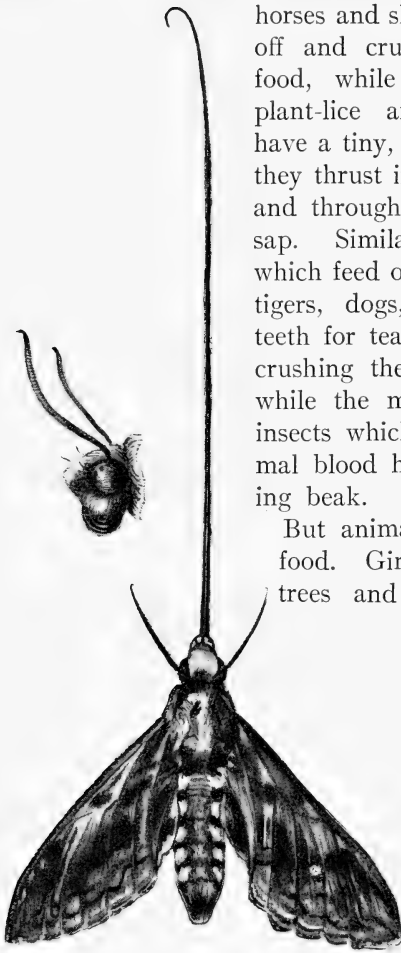 horses and s
off and cru
food, while
plant-lice a
have a tiny,
they thrust i
and through
sap. Simila
which feed o
tigers, dogs,
teeth for tea
crushing the
while the m
insects whic
mal blood h
ing beak.
But anima
food. Gir
trees and